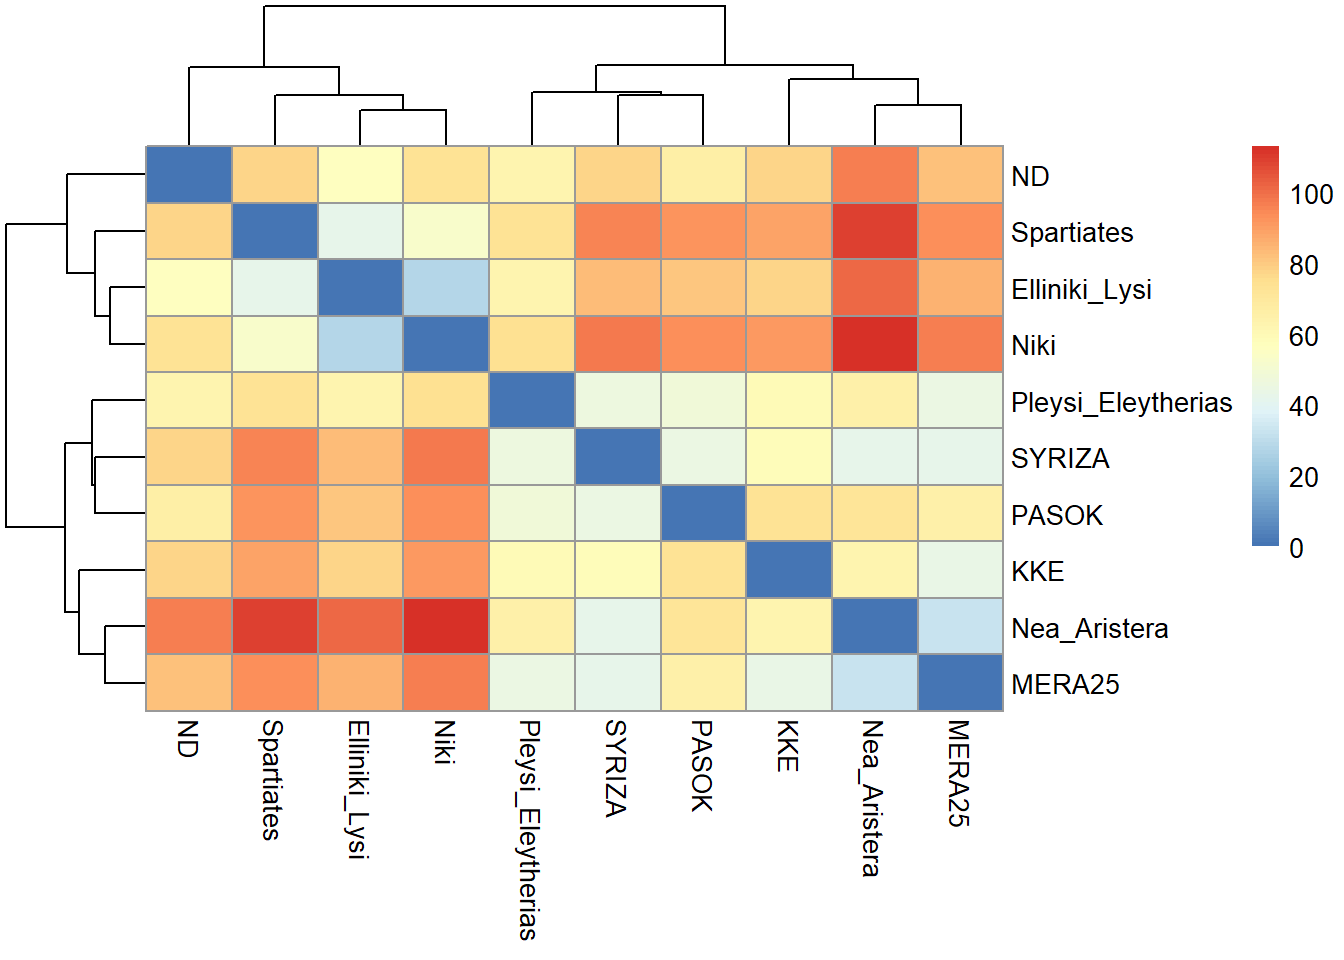 ND
Spartiates
Elliniki_Lysi
Niki
Pleysi_Eleytherias
SYRIZA
PASOK
KKE
Nea_Aristera
MERA25
100
80
60
40
20
0
ND
Spartiates
Elliniki_Lysi
Niki
Pleysi_Eleytherias
SYRIZA
PASOK
KKE
Nea_Aristera
MERA25